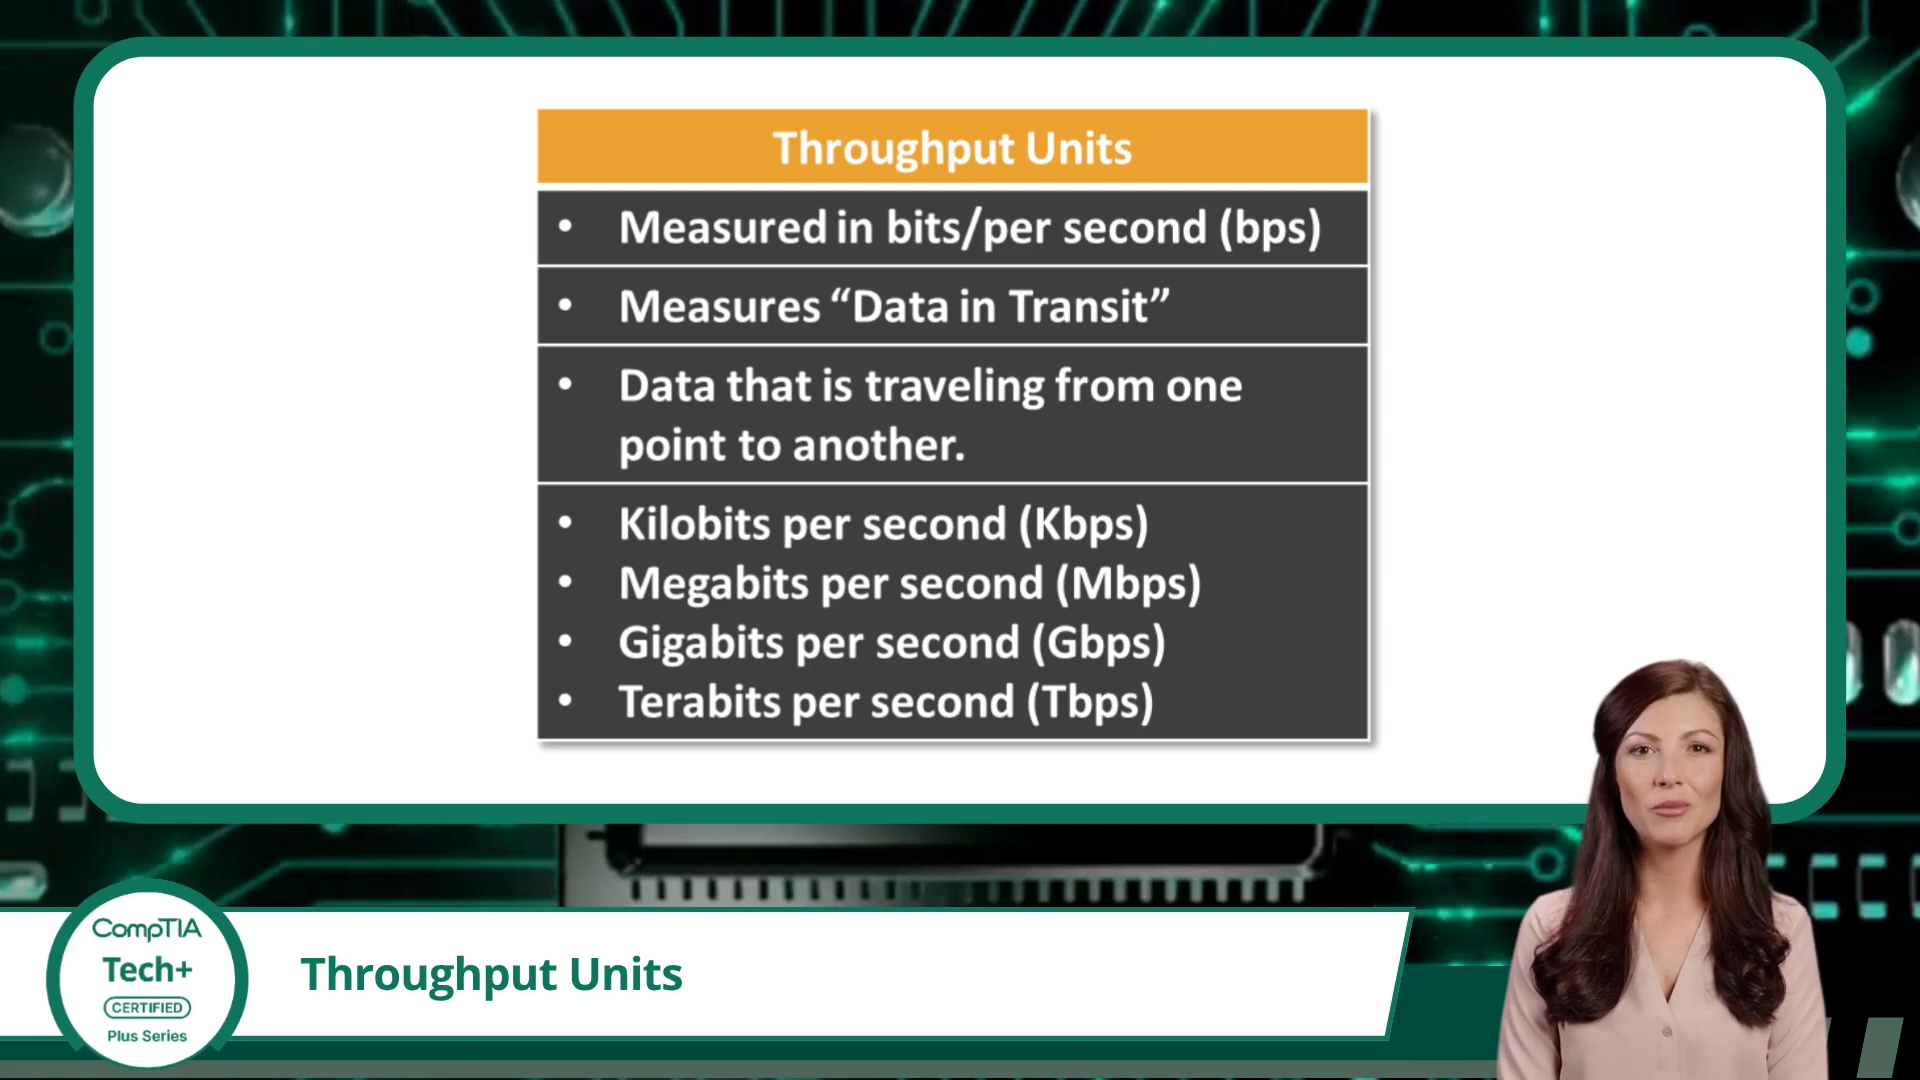 Throughput Units
• Measured in bits/per second (bps)
• Measures “Data in Transit”
• Data that is traveling from one
point to another.
• Kilobits per second (Kbps)
• Megabits per second (Mbps)
• Gigabits per second (Gbps)
• Terabits per second (Tbps)
CompTIA
Tech+
CERTIFIED
Plus Series
Throughput Units